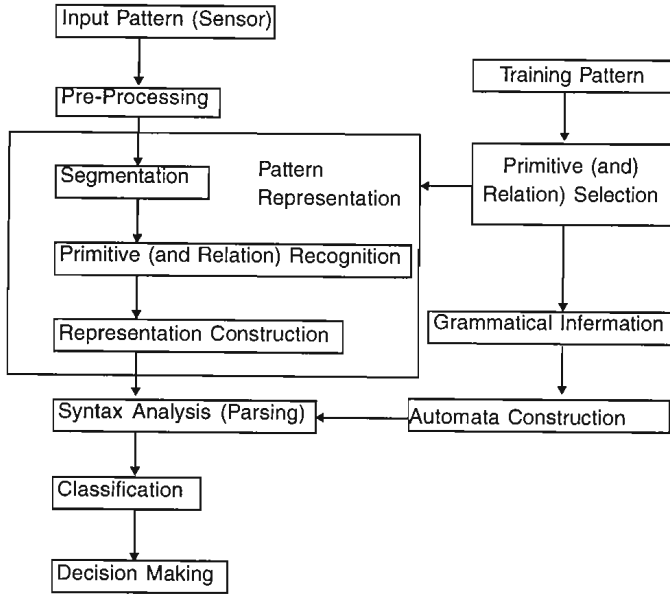 Input Pattern (Sensor)
Pre-Processing
Segmentation
Pattern
Representation
Primitive (and Relation) Recognition
Representation Construction
Syntax Analysis (Parsing)
Classification
Decision Making
Training Pattern
Primitive (and)
Relation) Selection
Grammatical Infermation
Automata Construction